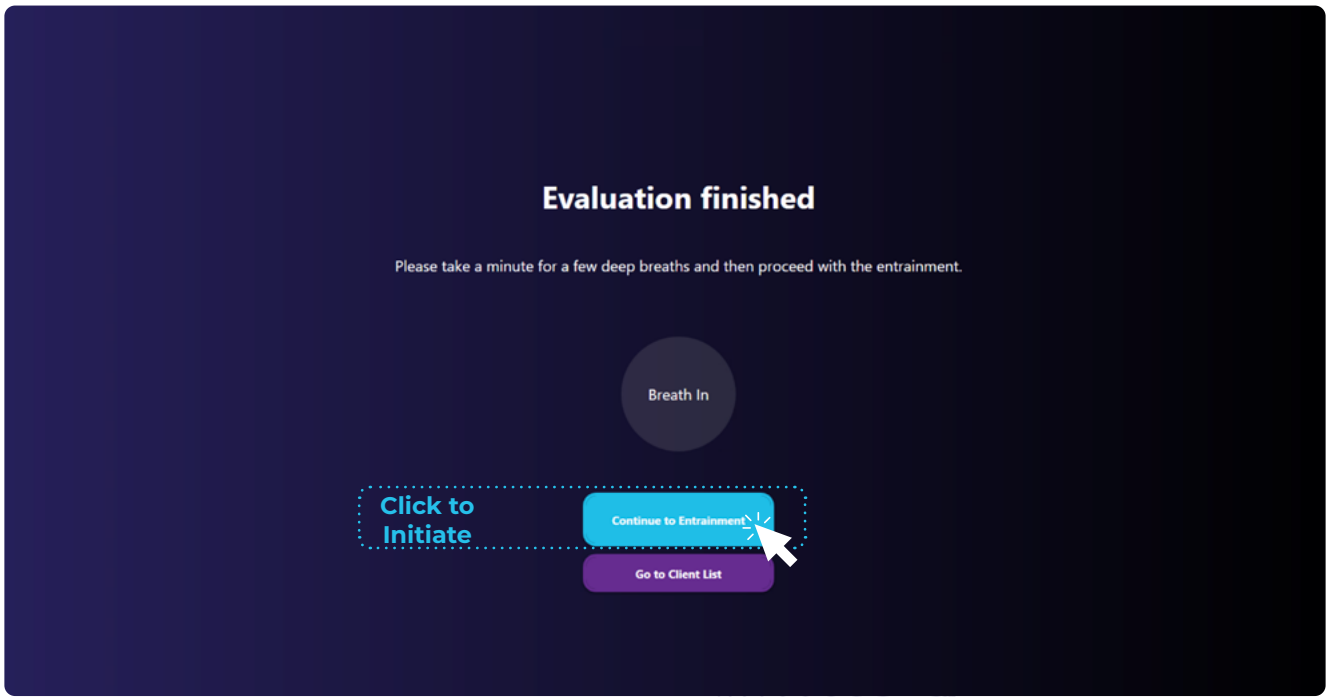 Evaluation finished
Please take a minute for a few deep breaths and then proceed with the entrainment.
Breath In
Click to
Initiate
Continue to Entrainment
Go to Client List